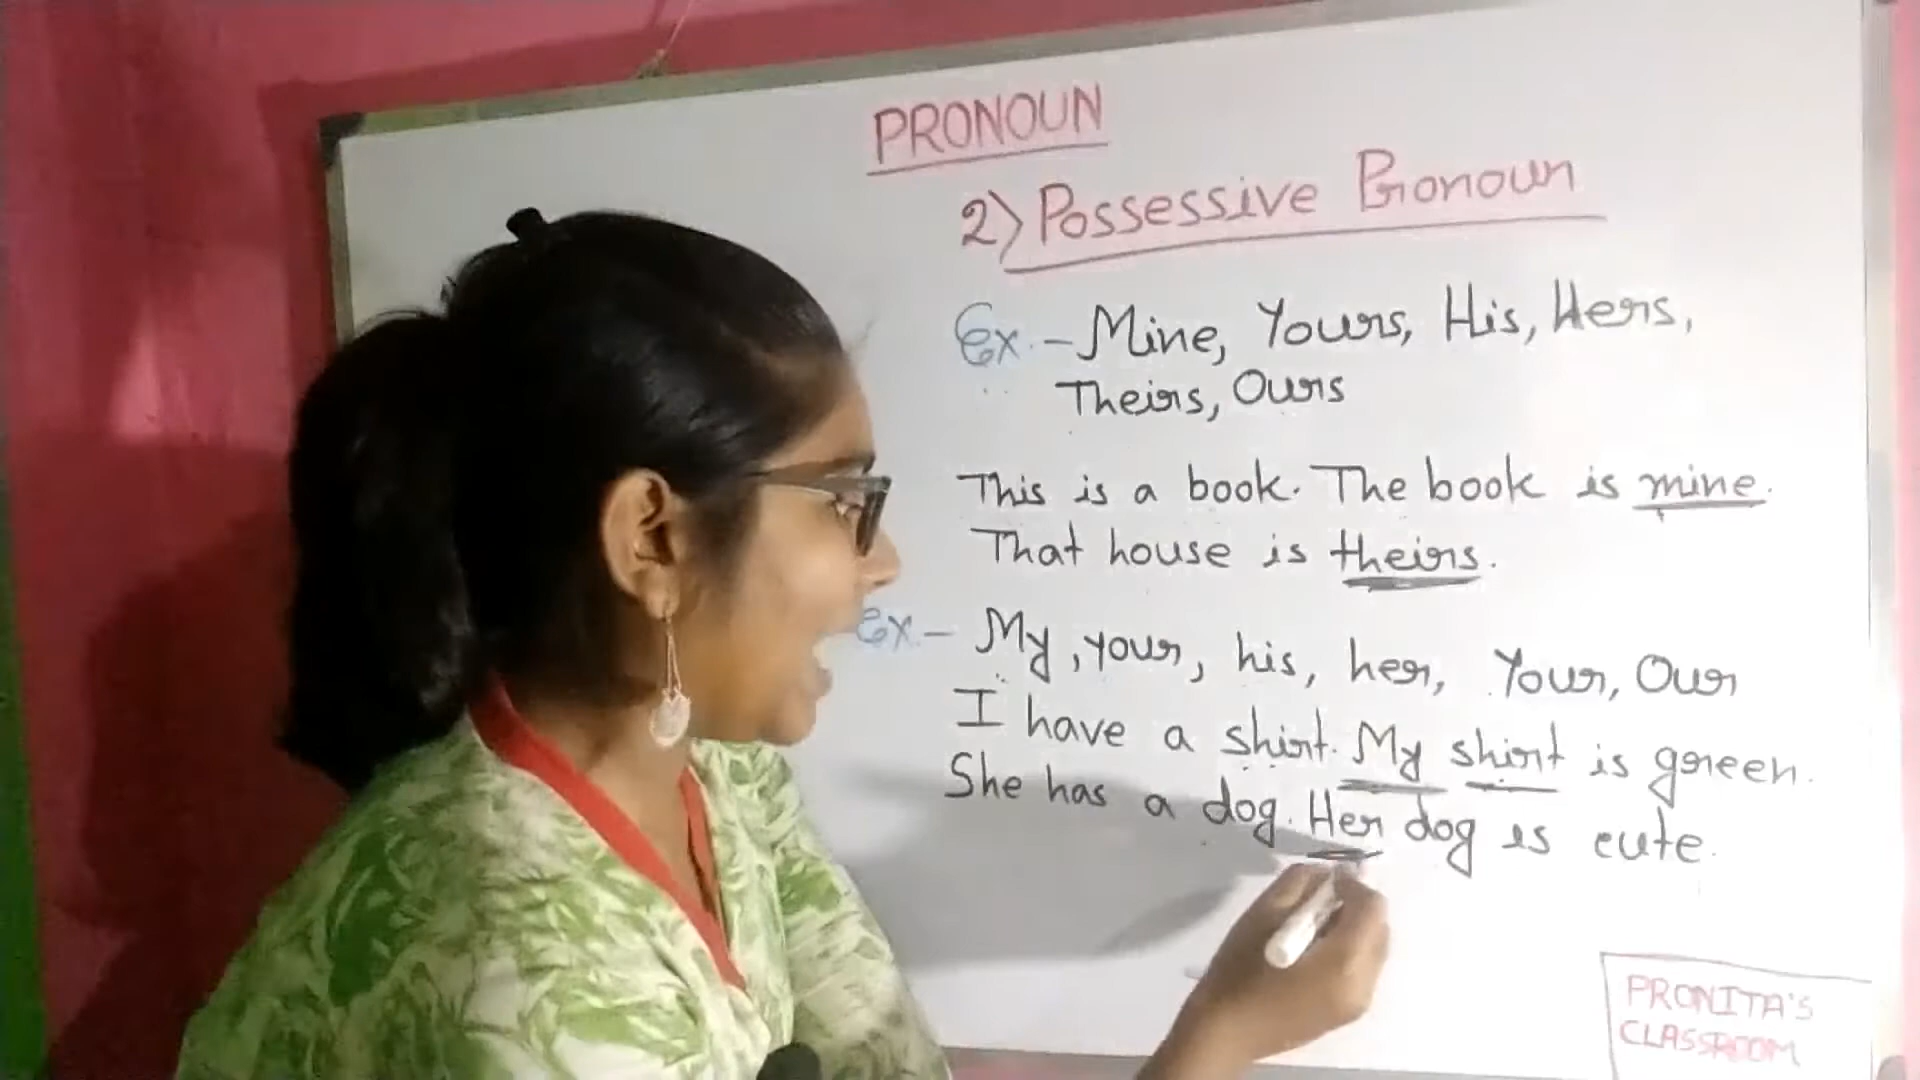 PRONOUN
2) Possessive Pronoun
Ex.- Mine, Yours, His, Hers,
Theirs, Ours
This is a book. The book is mine.
That house is theirs.
Ex.- My, your, his, her, Your, Our
I have a shirt. My shirt is green.
She has a dog. Her dog is cute.
PRONITA'S
CLASSROOM